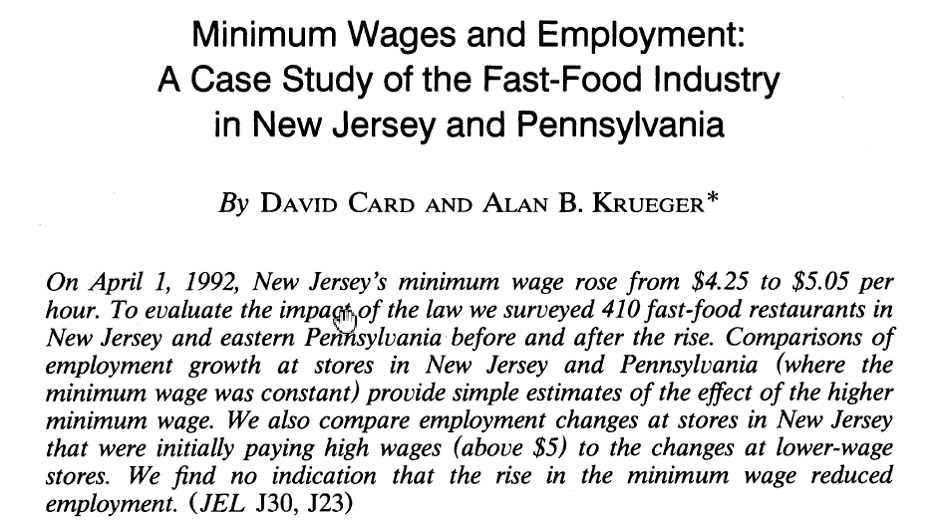 Minimum Wages and Employment:
A Case Study of the Fast-Food Industry
in New Jersey and Pennsylvania
By DAVID CARD AND ALAN B. KRUEGER*
On April 1, 1992, New Jersey's minimum wage rose from $4.25 to $5.05 per
hour. To evaluate the impact of the law we surveyed 410 fast-food restaurants in
New Jersey and eastern Pennsylvania before and after the rise. Comparisons of
employment growth at stores in New Jersey and Pennsylvania (where the
minimum wage was constant) provide simple estimates of the effect of the higher
minimum wage. We also compare employment changes at stores in New Jersey
that were initially paying high wages (above $5) to the changes at lower-wage
stores. We find no indication that the rise in the minimum wage reduced
employment. (JEL J30, J23)